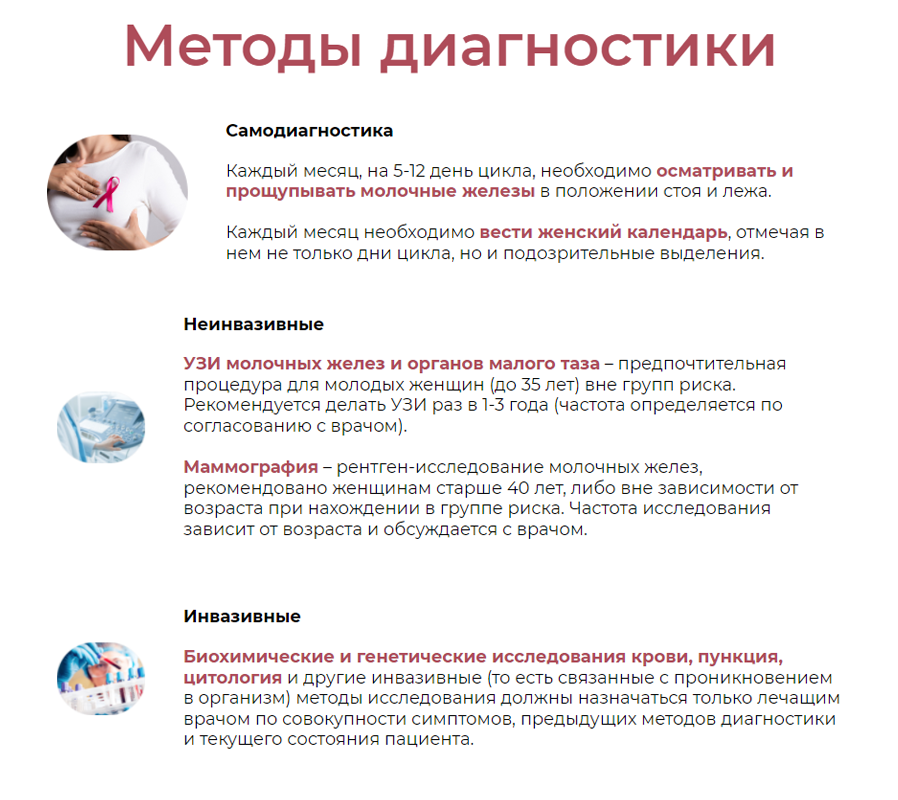 Методы диагностики
Самодиагностика
Каждый месяц, на 5-12 день цикла, необходимо осматривать и
прощупывать молочные железы в положении стоя и лежа.
Каждый месяц необходимо вести женский календарь, отмечая в
нем не только дни цикла, но и подозрительные выделения.
Неинвазивные
УЗИ молочных желез и органов малого таза – предпочтительная
процедура для молодых женщин (до 35 лет) вне групп риска.
Рекомендуется делать УЗИ раз в 1-3 года (частота определяется по
согласованию с врачом).
Маммография – рентген-исследование молочных желез,
рекомендовано женщинам старше 40 лет, либо вне зависимости от
возраста при нахождении в группе риска. Частота исследования
зависит от возраста и обсуждается с врачом.
Инвазивные
Биохимические и генетические исследования крови, пункция,
цитология и другие инвазивные (то есть связанные с проникновением
в организм) методы исследования должны назначаться только лечащим
врачом по совокупности симптомов, предыдущих методов диагностики
и текущего состояния пациента.